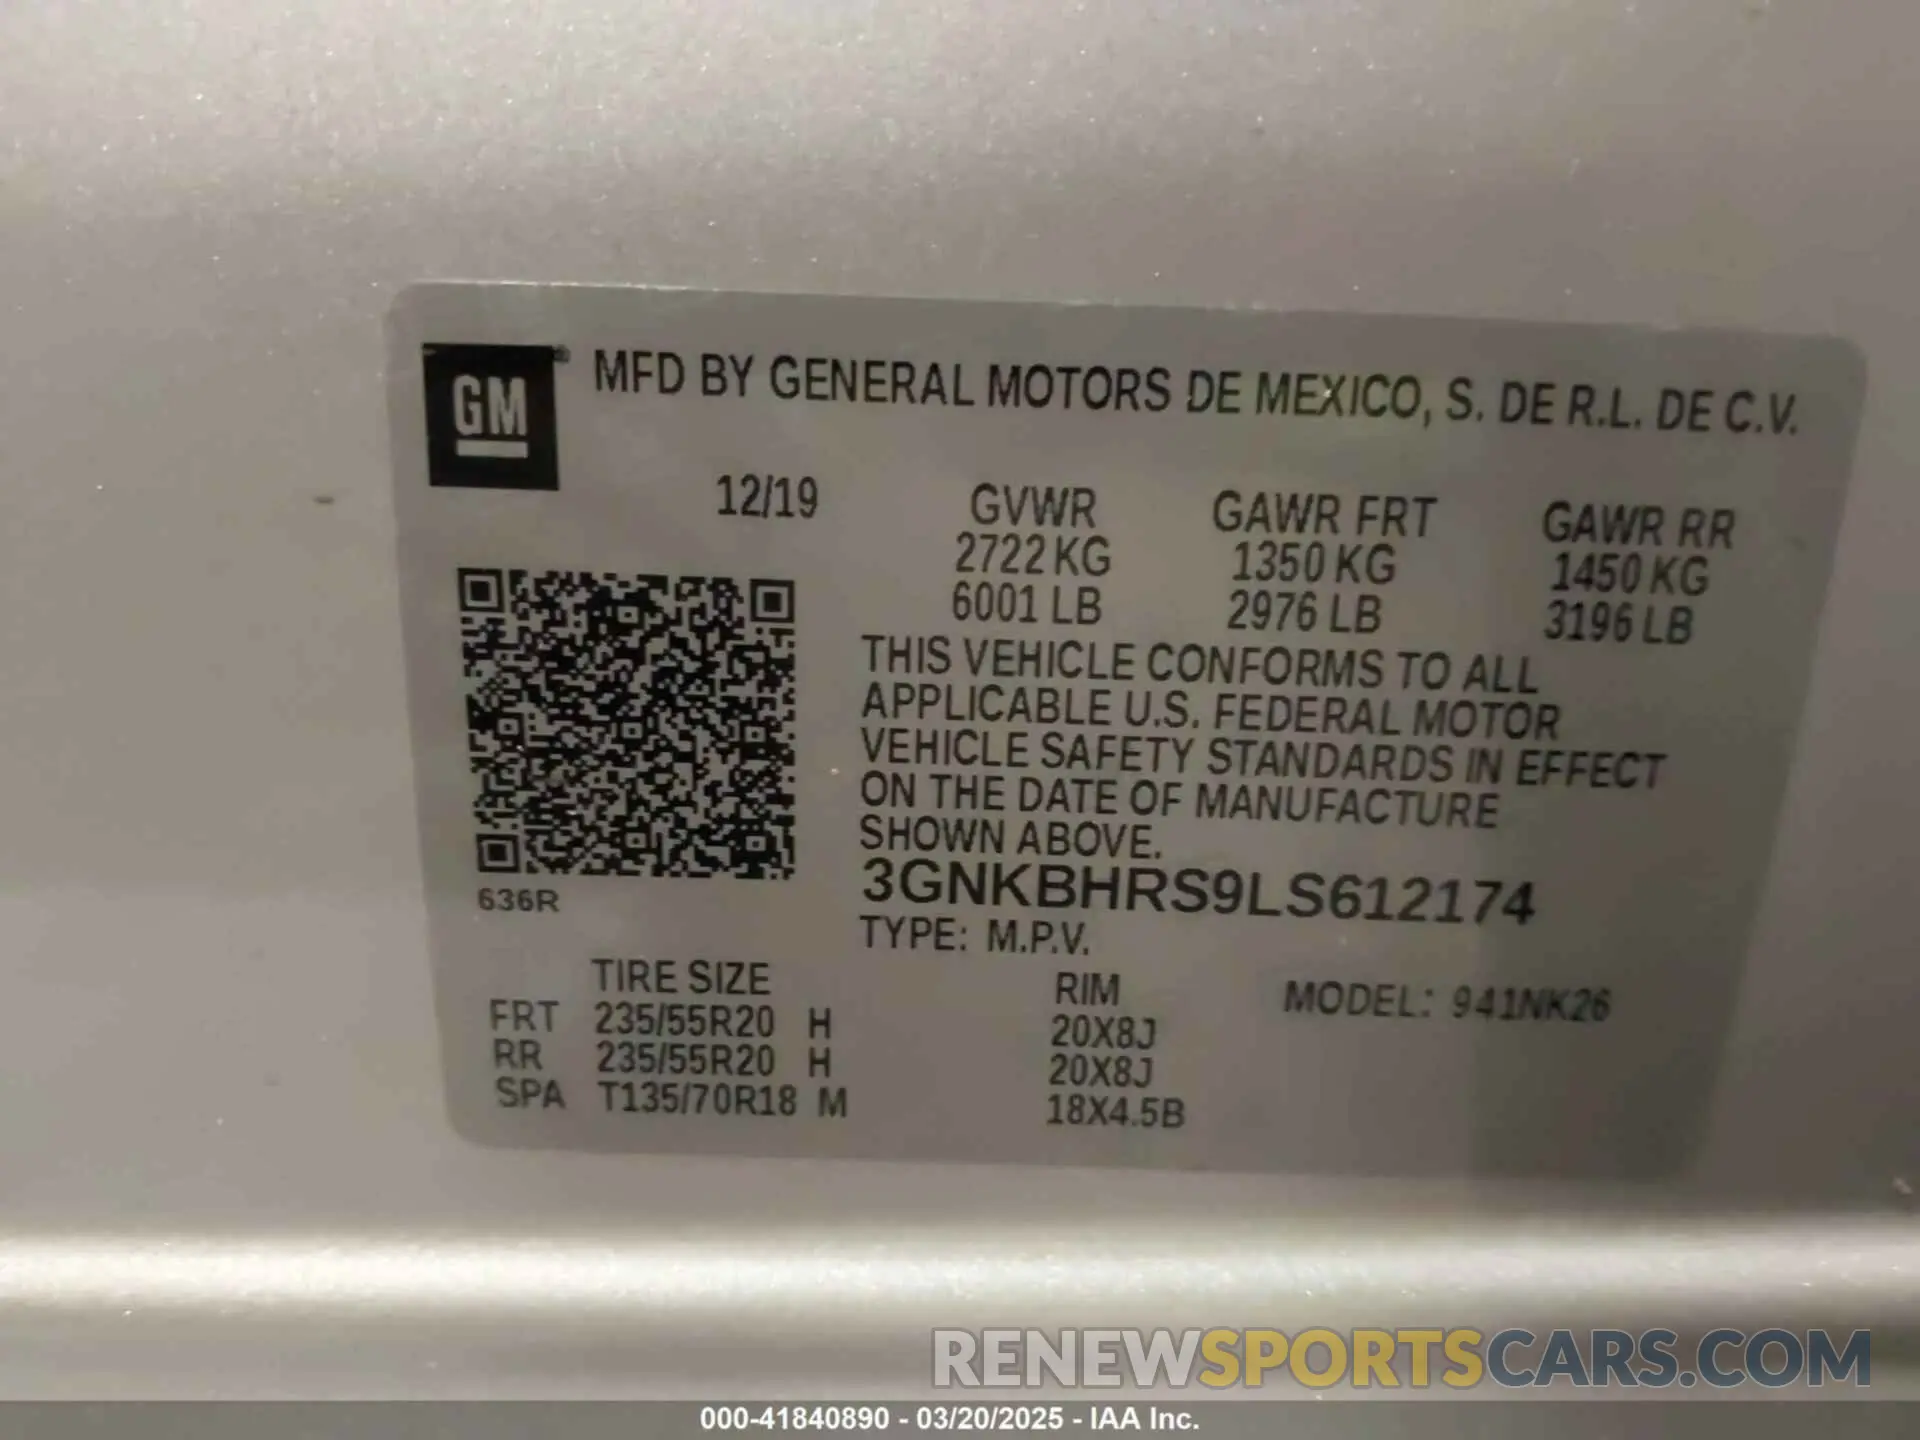 GM® MFD BY GENERAL MOTORS DE MEXICO, S. DE R.L. DE C.V.
12/19 GVWR GAWR FRT GAWR RR
2722 KG 1350 KG 1450 KG
6001 LB 2976 LB 3196 LB
THIS VEHICLE CONFORMS TO ALL
APPLICABLE U.S. FEDERAL MOTOR
VEHICLE SAFETY STANDARDS IN EFFECT
ON THE DATE OF MANUFACTURE
SHOWN ABOVE.
3GNKBHRS9LS612174
636R
TYPE: M.P.V.
TIRE SIZE RIM MODEL: 941NK26
FRT 235/55R20 H 20X8J
RR 235/55R20 H 20X8J
SPA T135/70R18 M 18X4.5B
RENEWSPORTSCARS.COM
000-41840890 - 03/20/2025 - IAA Inc.